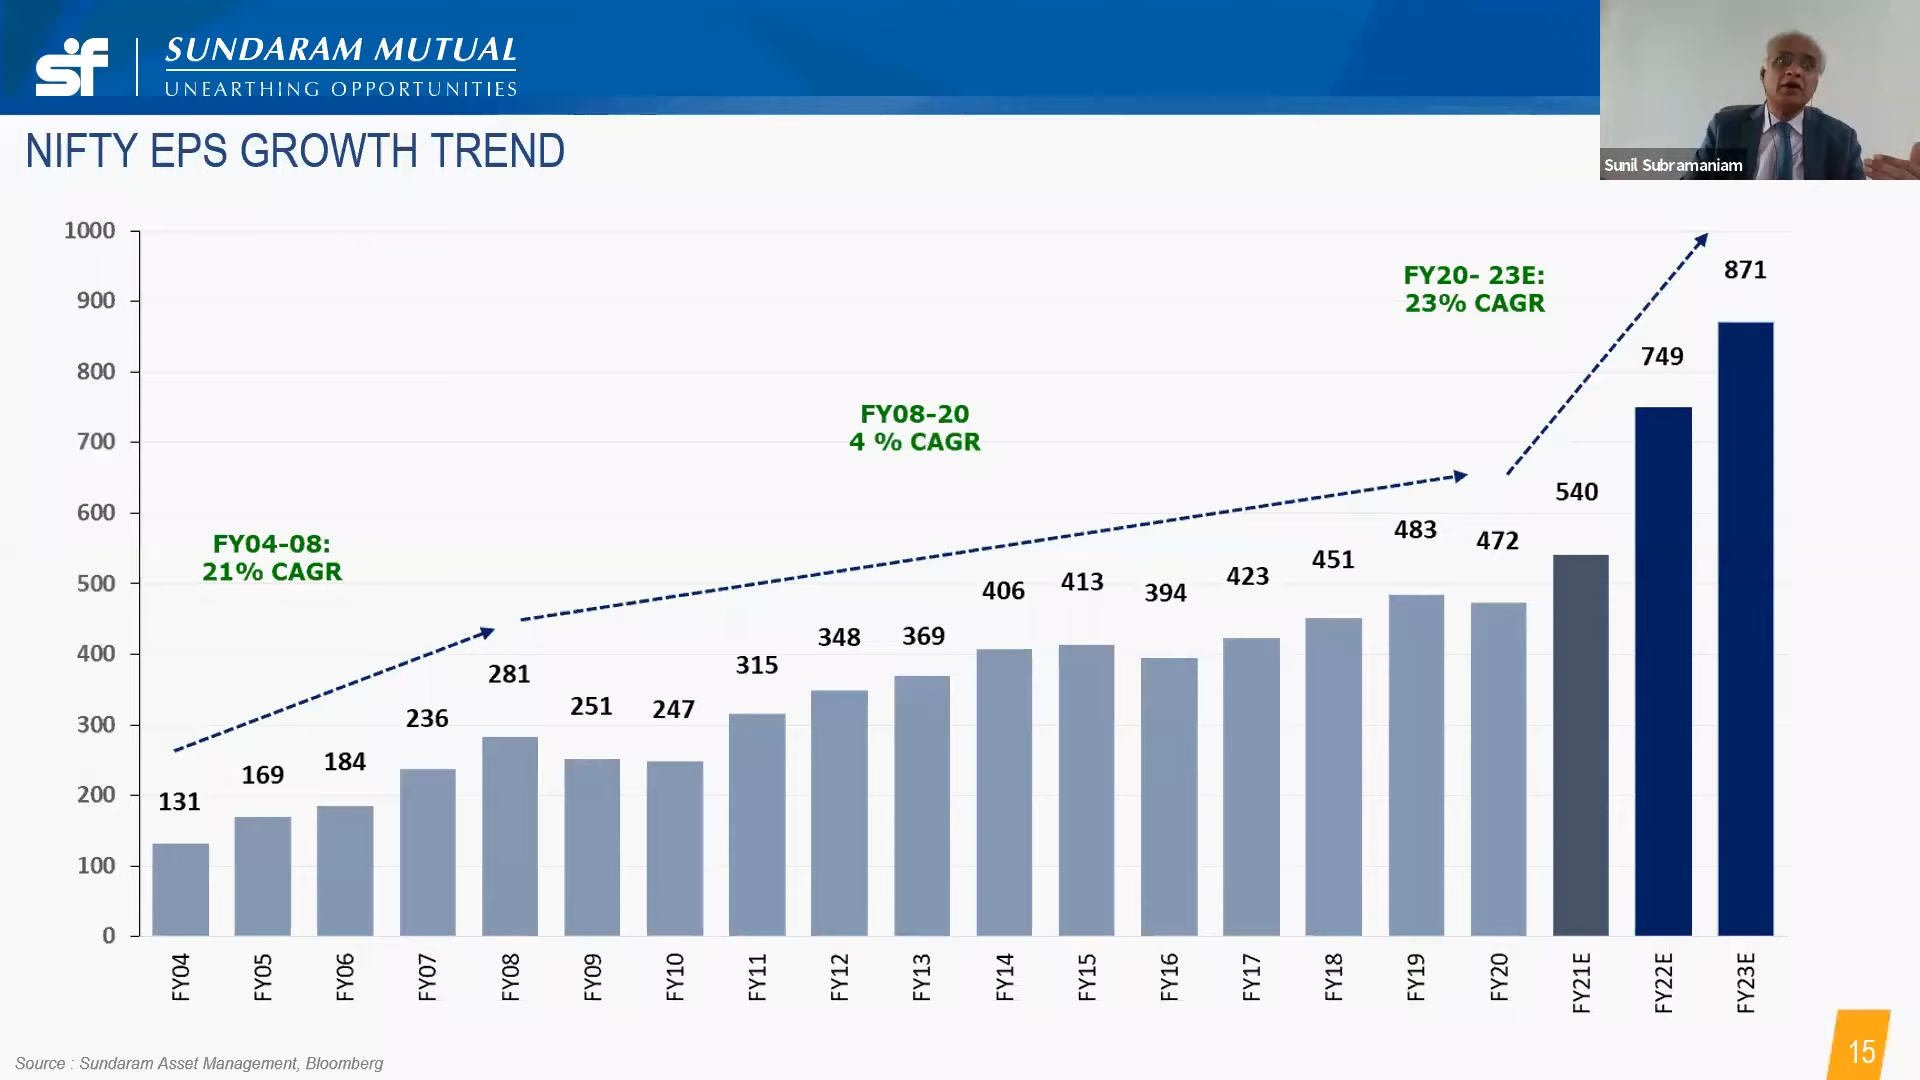 sf
SUNDARAM MUTUAL
UNEARTHING OPPORTUNITIES
Sunil Subramaniam
NIFTY EPS GROWTH TREND
1000
900
800
700
600
500
400
300
200
100
0
FY04-08:
21% CAGR
FY08-20
4 % CAGR
FY20- 23E:
23% CAGR
131
169
184
236
281
251
247
315
348
369
406
413
394
423
451
483
472
540
749
871
FY04
FY05
FY06
FY07
FY08
FY09
FY10
FY11
FY12
FY13
FY14
FY15
FY16
FY17
FY18
FY19
FY20
FY21E
FY22E
FY23E
Source : Sundaram Asset Management, Bloomberg
15